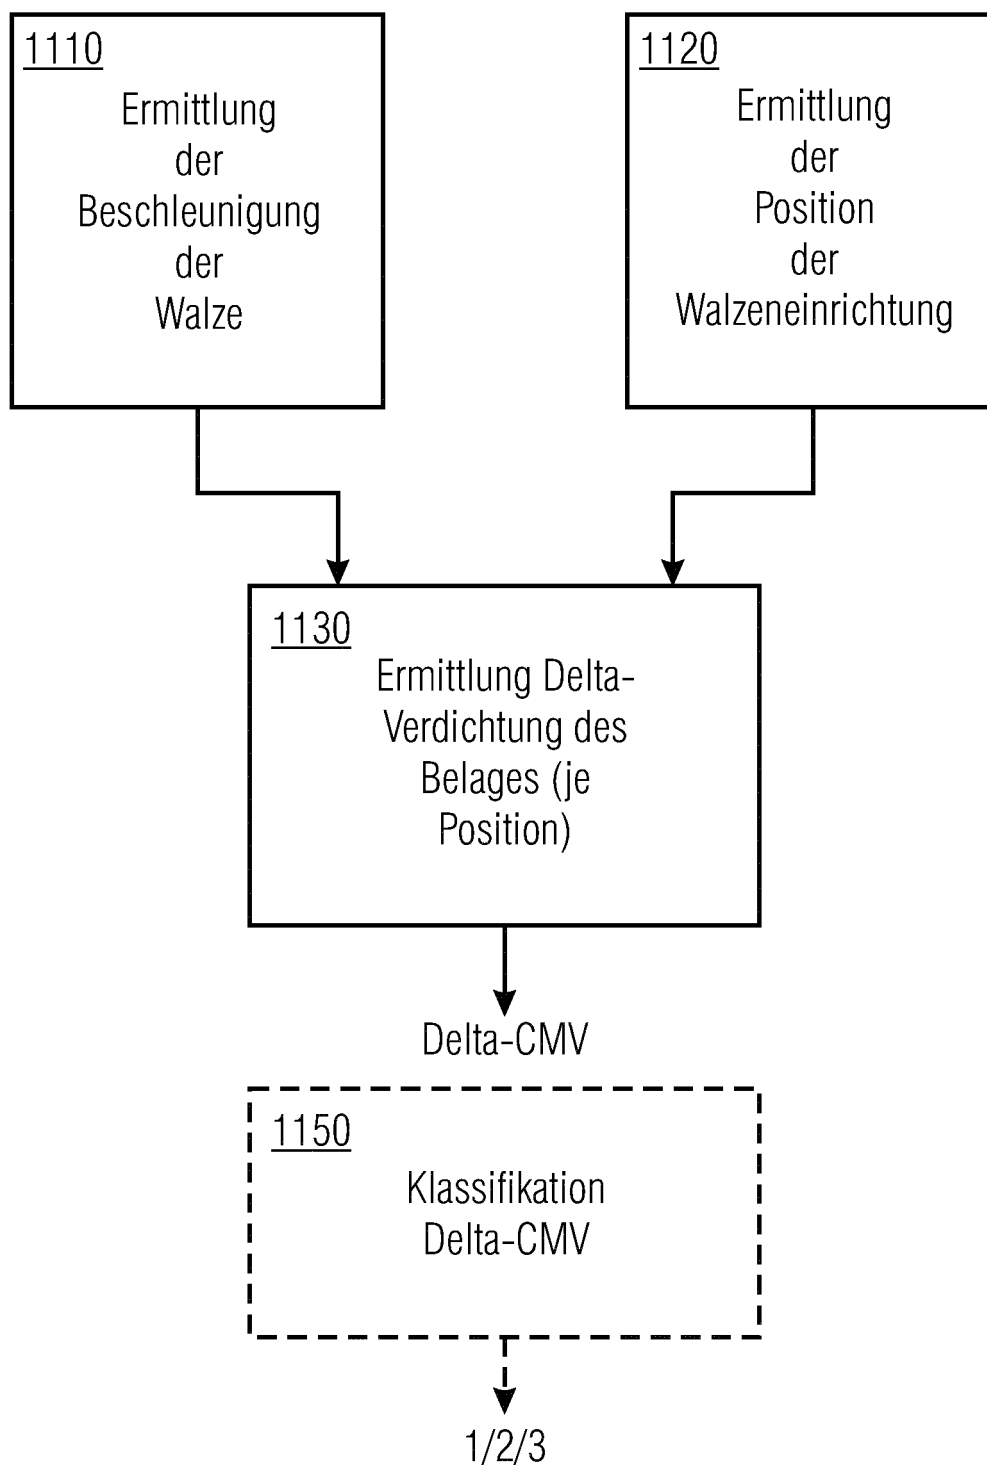 1110
Ermittlung
der
Beschleunigung
der
Walze
1120
Ermittlung
der
Position
der
Walzeneinrichtung
1130
Ermittlung Delta-
Verdichtung des
Belages (je
Position)
Delta-CMV
1150
Klassifikation
Delta-CMV
1/2/3